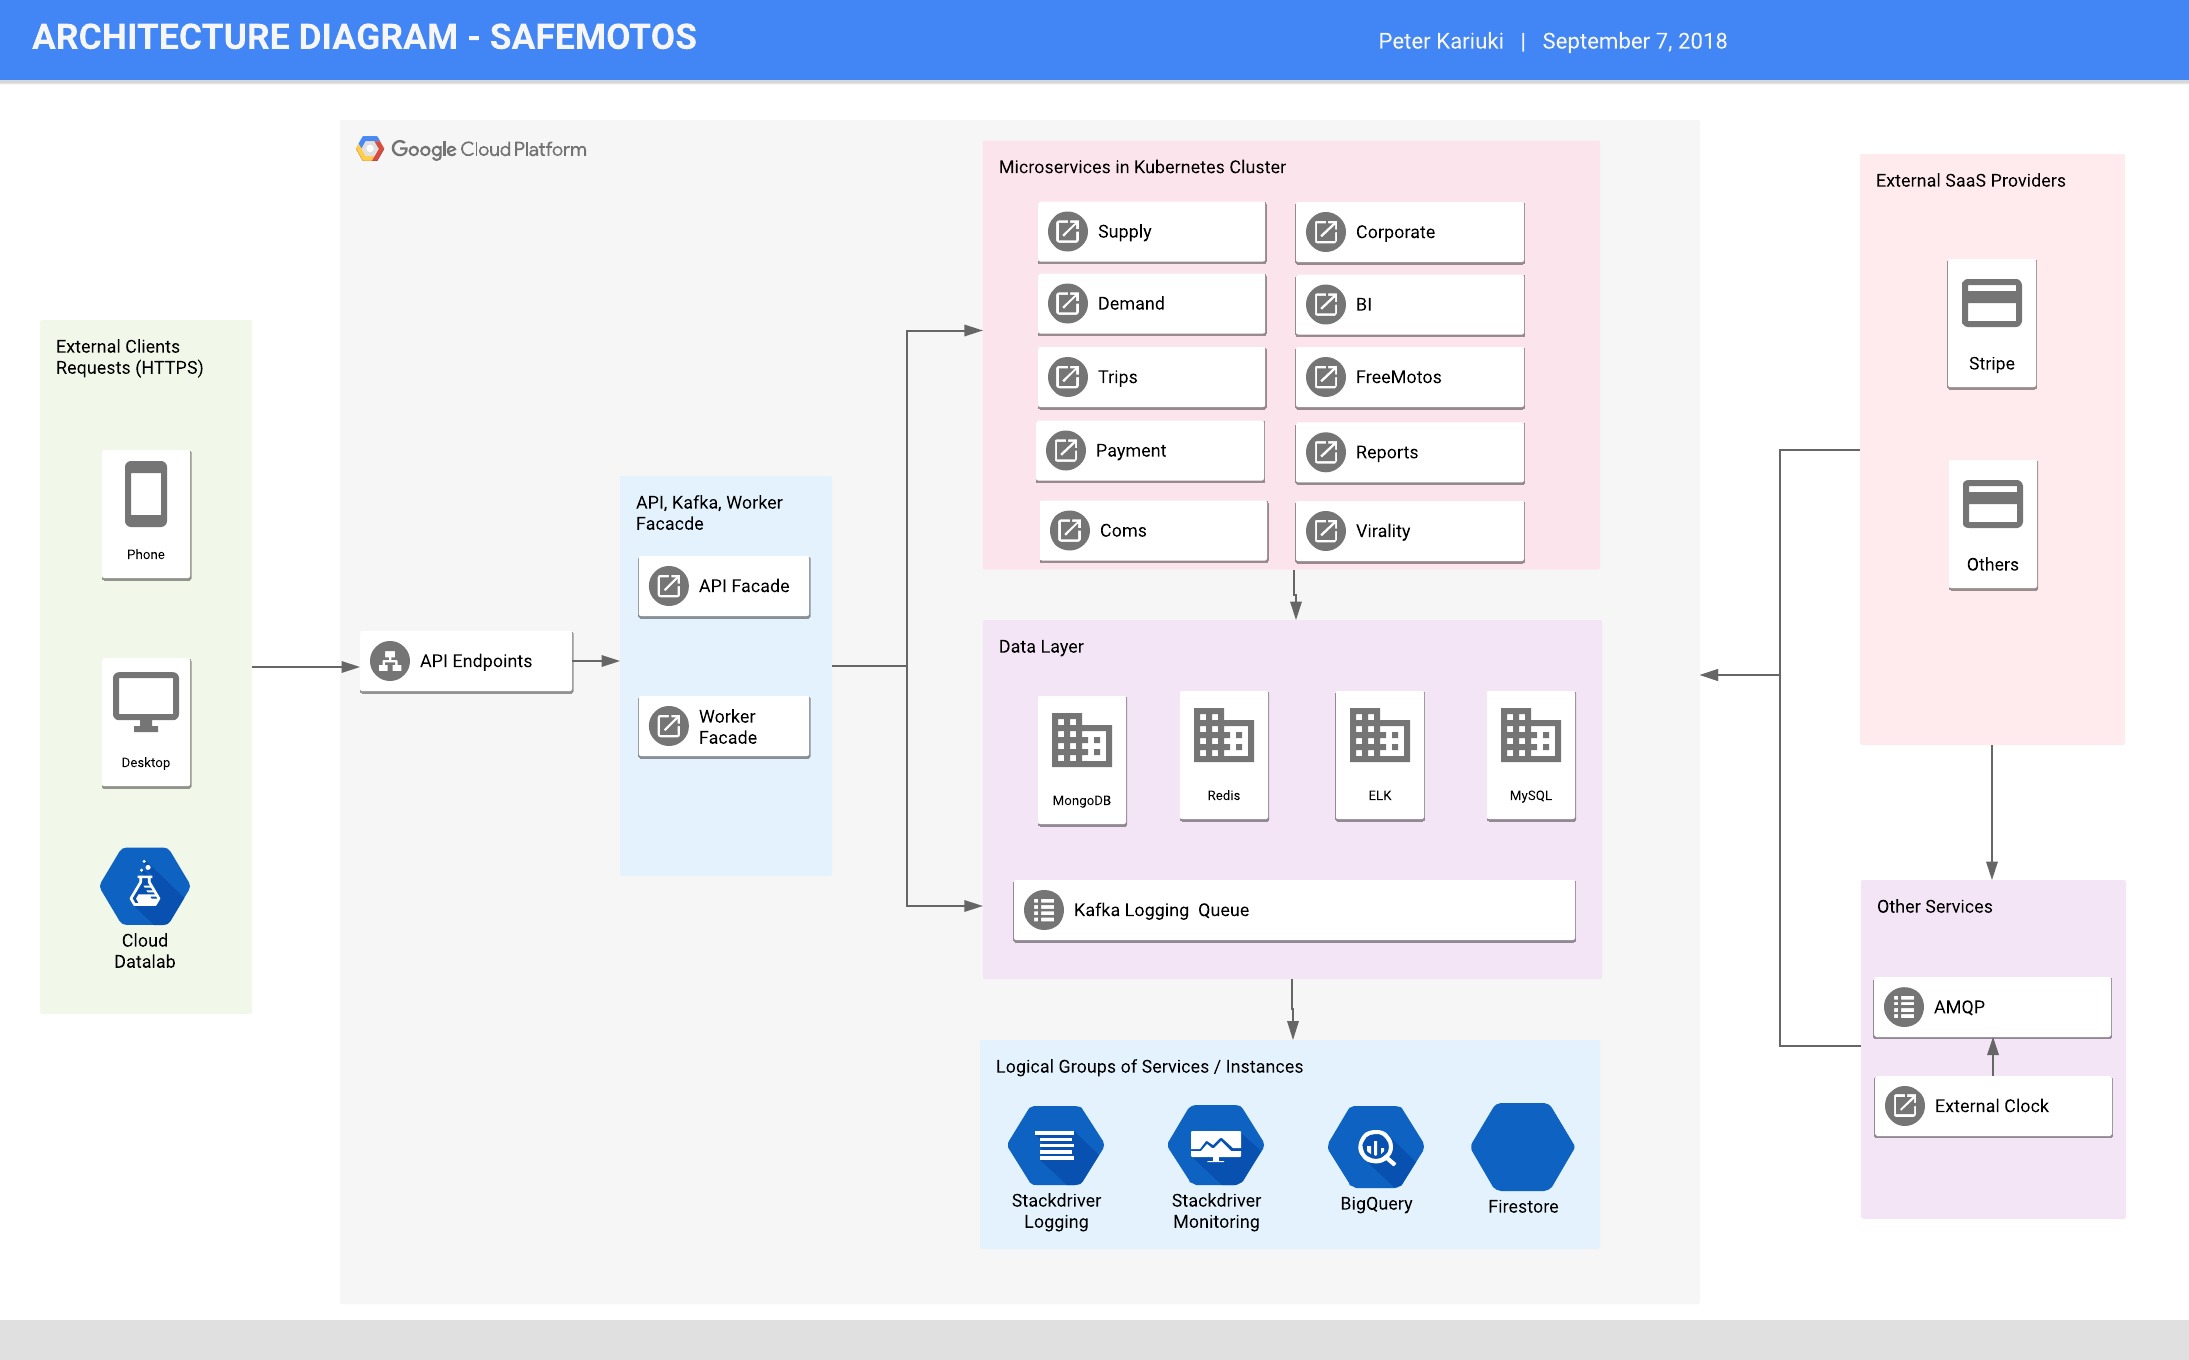 ARCHITECTURE DIAGRAM - SAFEMOTOS
Peter Kariuki | September 7, 2018
Google Cloud Platform
External Clients
Requests (HTTPS)
Phone
Desktop
Cloud
Datalab
API Endpoints
API, Kafka, Worker
Facacde
API Facade
Worker
Facade
Microservices in Kubernetes Cluster
Supply
Corporate
Demand
BI
Trips
FreeMotos
Payment
Reports
Coms
Virality
Data Layer
MongoDB
Redis
ELK
MySQL
Kafka Logging Queue
Logical Groups of Services / Instances
Stackdriver
Logging
Stackdriver
Monitoring
BigQuery
Firestore
External SaaS Providers
Stripe
Others
Other Services
AMQP
External Clock